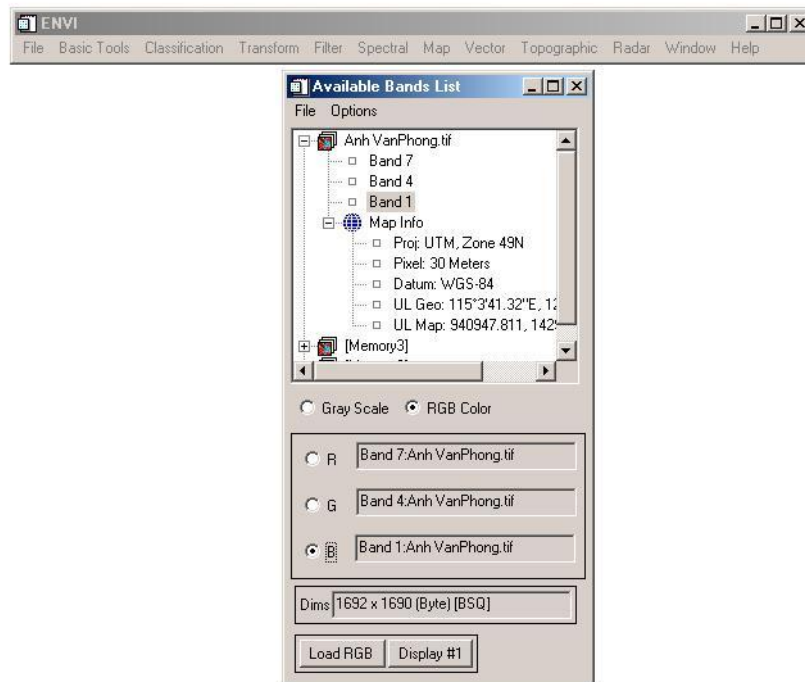 ENVI
File Basic Tools Classification Transform Filter Spectral Map Vector Topographic Radar Window Help
Available Bands List
File Options
Anh VanPhong.tif
Band 7
Band 4
Band 1
Map Info
Proj: UTM, Zone 49N
Pixel: 30 Meters
Datum: WGS-84
UL Geo: 115°3'41.32"E, 12
UL Map: 940947.811, 142
[Memory3]
Gray Scale RGB Color
R Band 7:Anh VanPhong.tif
G Band 4:Anh VanPhong.tif
B Band 1:Anh VanPhong.tif
Dims 1692 x 1690 (Byte) [BSQ]
Load RGB Display #1